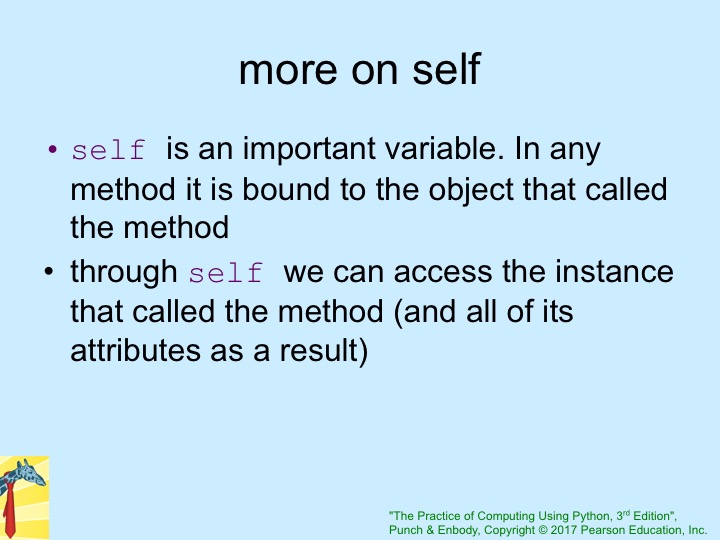 more on self
• self is an important variable. In any
method it is bound to the object that called
the method
• through self we can access the instance
that called the method (and all of its
attributes as a result)
"The Practice of Computing Using Python, 3rd Edition",
Punch & Enbody, Copyright © 2017 Pearson Education, Inc.